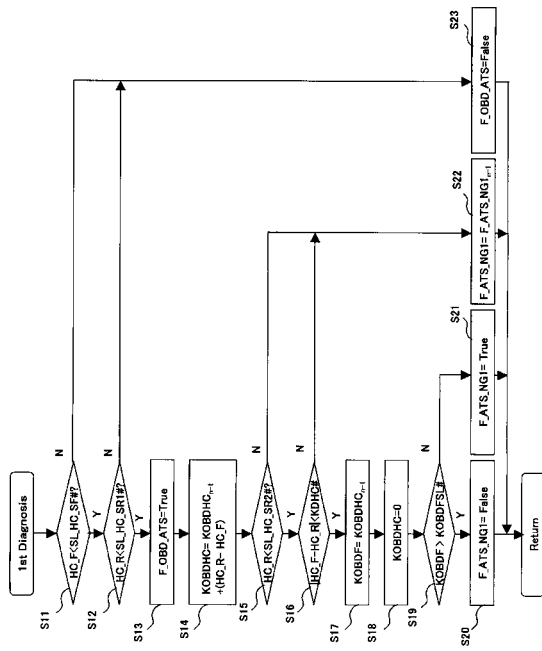 1st Diagnosis
S11
HC_F<SL_HC_SF#?
N
Y
S12
HC_R<SL_HC_SR1#?
N
Y
S13
F_OBD_ATS=True
S14
KOBDHC= KOBDHCn-1
+(HC_R- HC_F)
S15
HC_R<SL_HC_SR2#?
N
Y
S16
|HC_F-HC_R|<KDHC#
N
Y
S17
KOBDF= KOBDHCn-1
S18
KOBDHC=0
S19
KOBDF > KOBDFSL#
N
Y
S20
F_ATS_NG1= False
S21
F_ATS_NG1= True
S22
F_ATS_NG1= F_ATS_NG1n-1
S23
F_OBD_ATS=False
Return